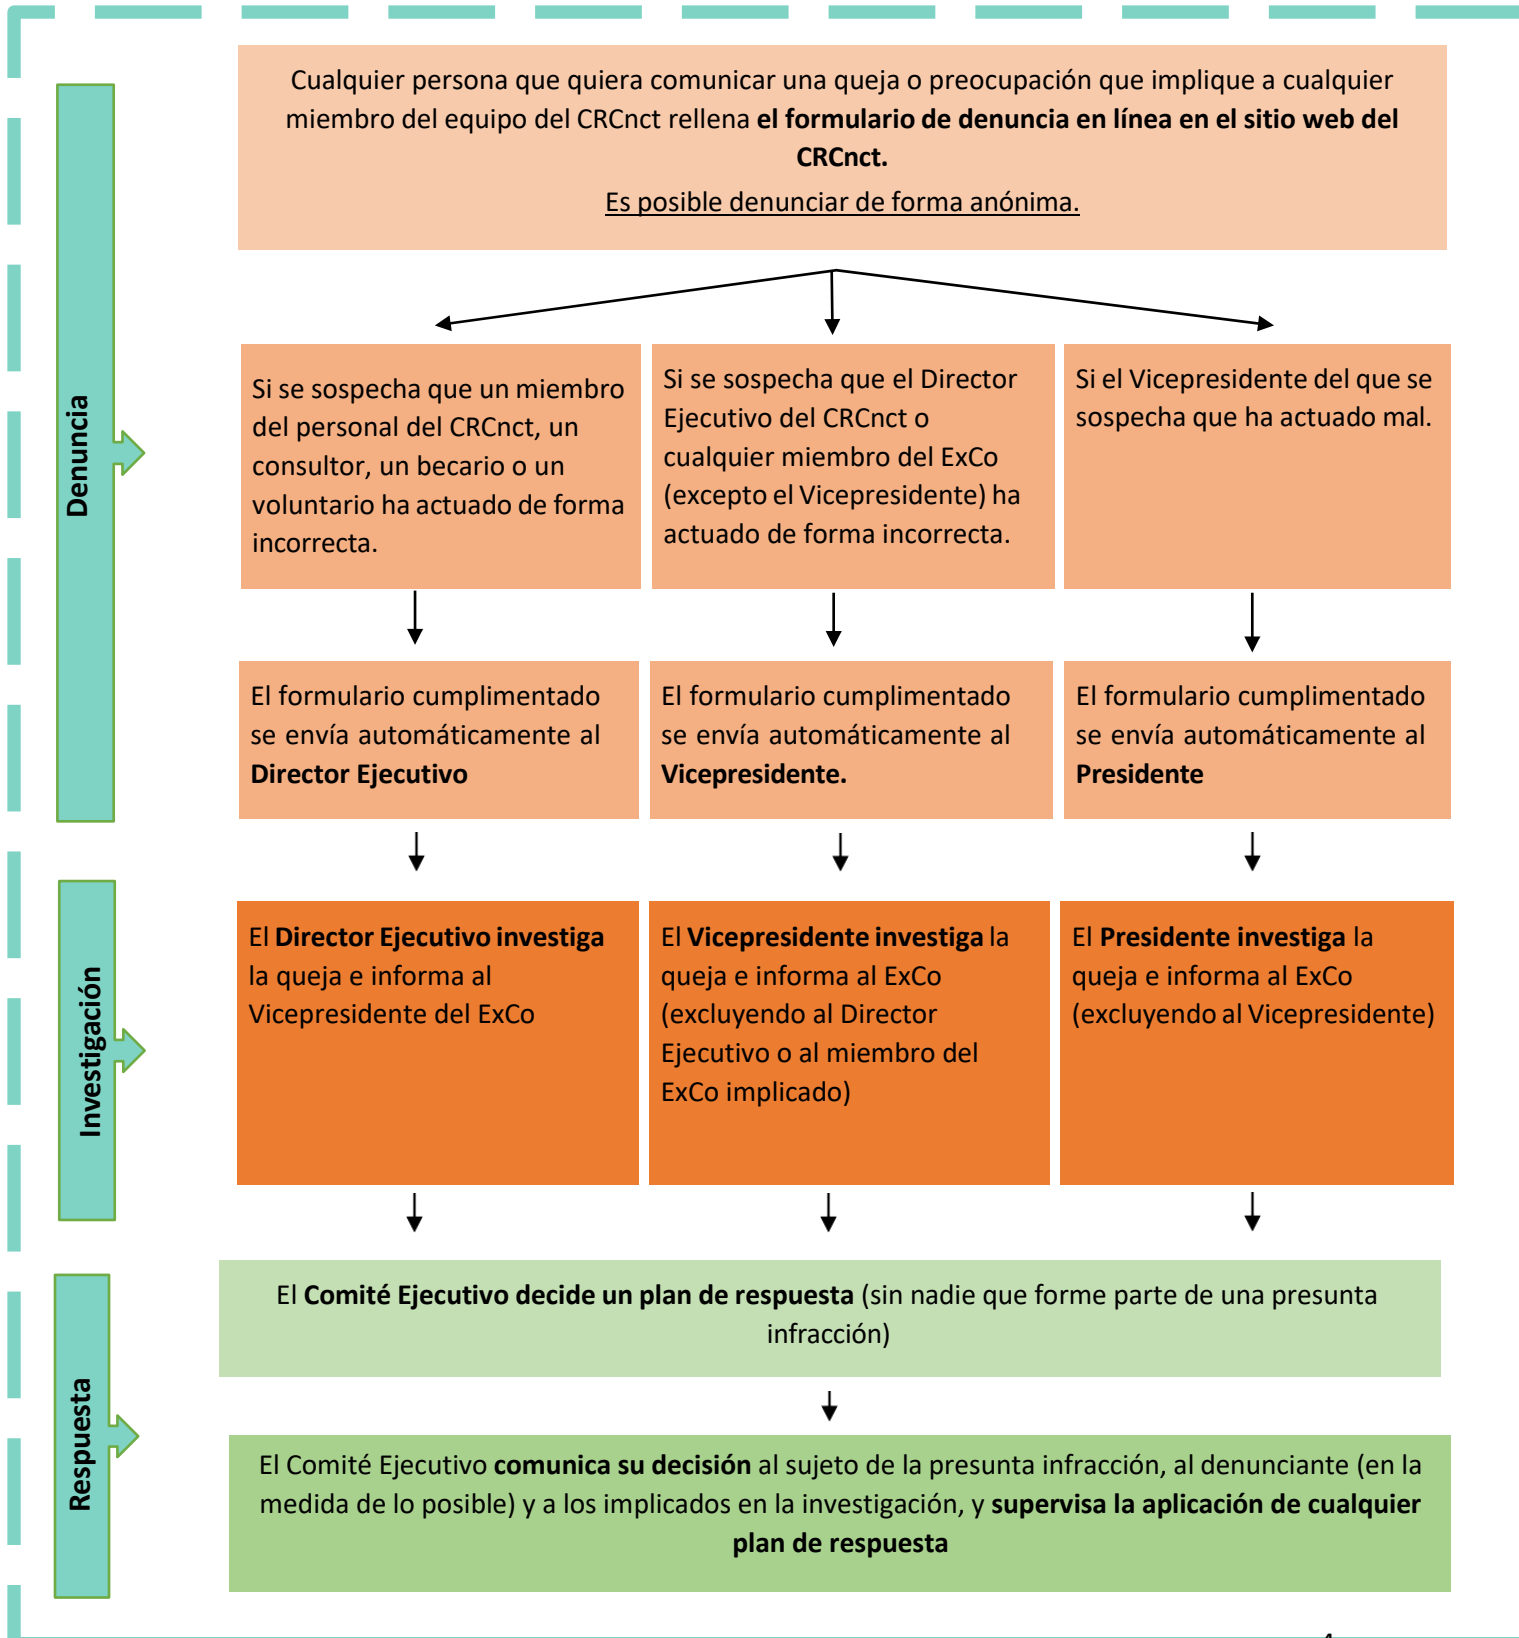 Cualquier persona que quiera comunicar una queja o preocupación que implique a cualquier
miembro del equipo del CRCnct rellena el formulario de denuncia en línea en el sitio web del
CRCnct.
Es posible denunciar de forma anónima.
Denuncia
Si se sospecha que un miembro
del personal del CRCnct, un
consultor, un becario o un
voluntario ha actuado de forma
incorrecta.
Si se sospecha que el Director
Ejecutivo del CRCnct o
cualquier miembro del ExCo
(excepto el Vicepresidente) ha
actuado de forma incorrecta.
Si el Vicepresidente del que se
sospecha que ha actuado mal.
El formulario cumplimentado
se envía automáticamente al
Director Ejecutivo
El formulario cumplimentado
se envía automáticamente al
Vicepresidente.
El formulario cumplimentado
se envía automáticamente al
Presidente
Investigación
El Director Ejecutivo investiga
la queja e informa al
Vicepresidente del ExCo
El Vicepresidente investiga la
queja e informa al ExCo
(excluyendo al Director
Ejecutivo o al miembro del
ExCo implicado)
El Presidente investiga la
queja e informa al ExCo
(excluyendo al Vicepresidente)
Respuesta
El Comité Ejecutivo decide un plan de respuesta (sin nadie que forme parte de una presunta
infracción)
El Comité Ejecutivo comunica su decisión al sujeto de la presunta infracción, al denunciante (en la
medida de lo posible) y a los implicados en la investigación, y supervisa la aplicación de cualquier
plan de respuesta